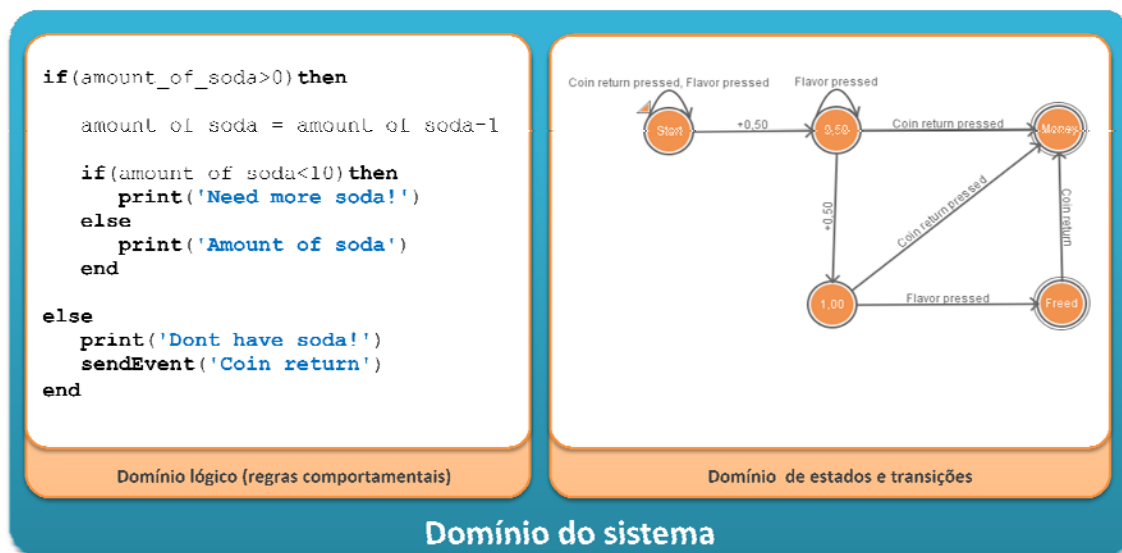 if(amount_of_soda>0)then
amount of soda = amount of soda-1
if(amount of soda<10)then
print('Need more soda!')
else
print('Amount of soda')
end
else
print('Dont have soda!')
sendEvent('Coin return')
end
Domínio lógico (regras comportamentais)
Coin return pressed, Flavor pressed
Flavor pressed
Start
+0,50
0,50
Coin return pressed
Money
+0,50
Coin return pressed
Coin return
1,00
Flavor pressed
Freed
Domínio de estados e transições
Domínio do sistema